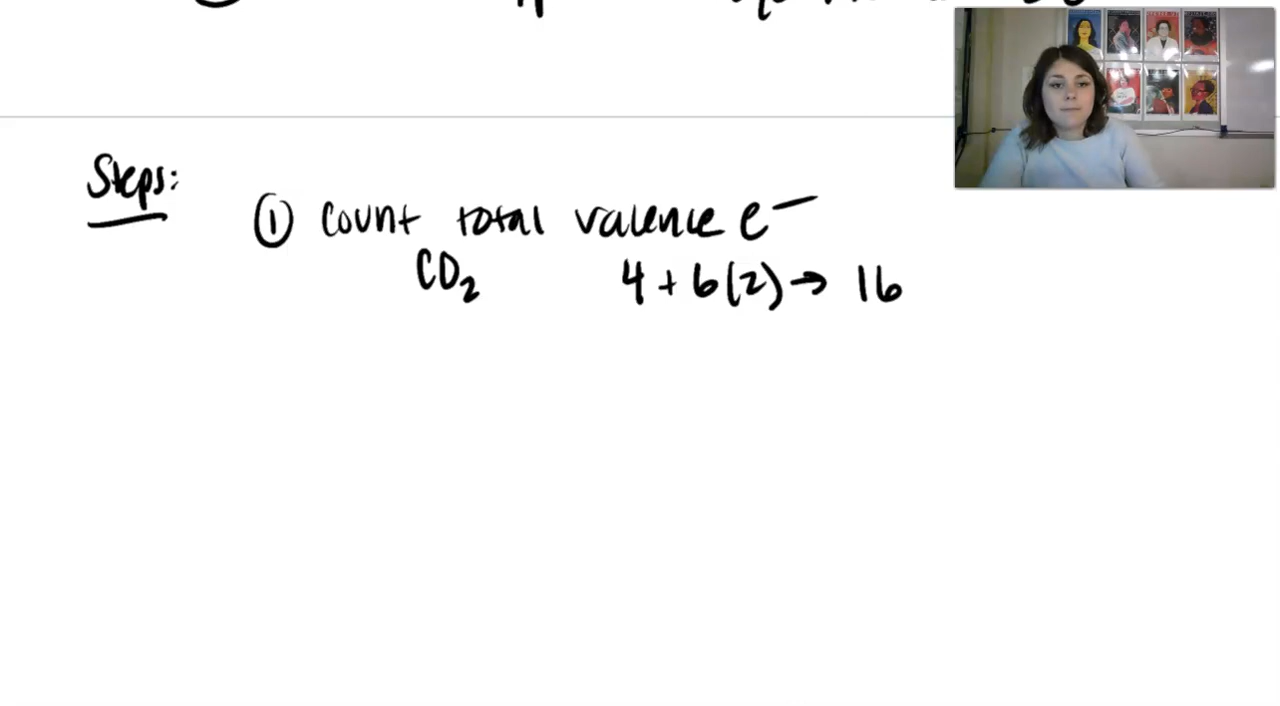 Steps:
① count total valence e⁻
CO₂ 4 + 6(2) → 16